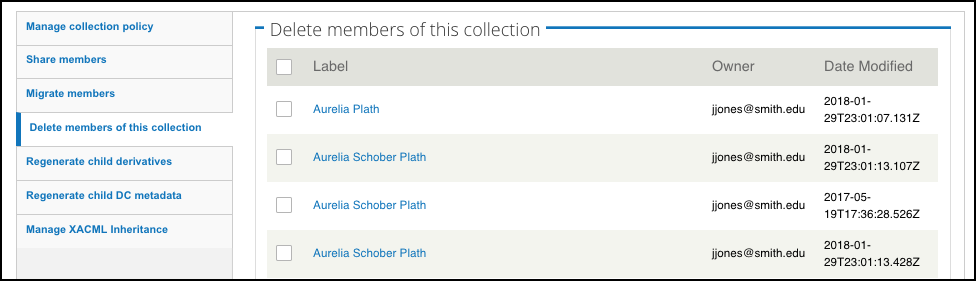 Manage collection policy
Share members
Migrate members
Delete members of this collection
Regenerate child derivatives
Regenerate child DC metadata
Manage XACML Inheritance
Delete members of this collection
Label Owner Date Modified
Aurelia Plath jjones@smith.edu 2018-01-
29T23:01:07.131Z
Aurelia Schober Plath jjones@smith.edu 2018-01-
29T23:01:13.107Z
Aurelia Schober Plath jjones@smith.edu 2017-05-
19T17:36:28.526Z
Aurelia Schober Plath jjones@smith.edu 2018-01-
29T23:01:13.428Z